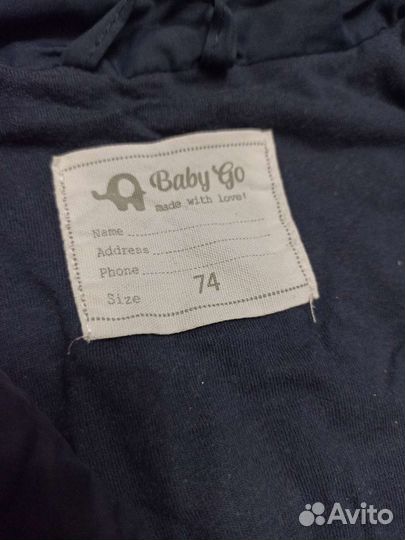 Baby Go
made with love!
Name
Address
Phone
Size 74
Avito